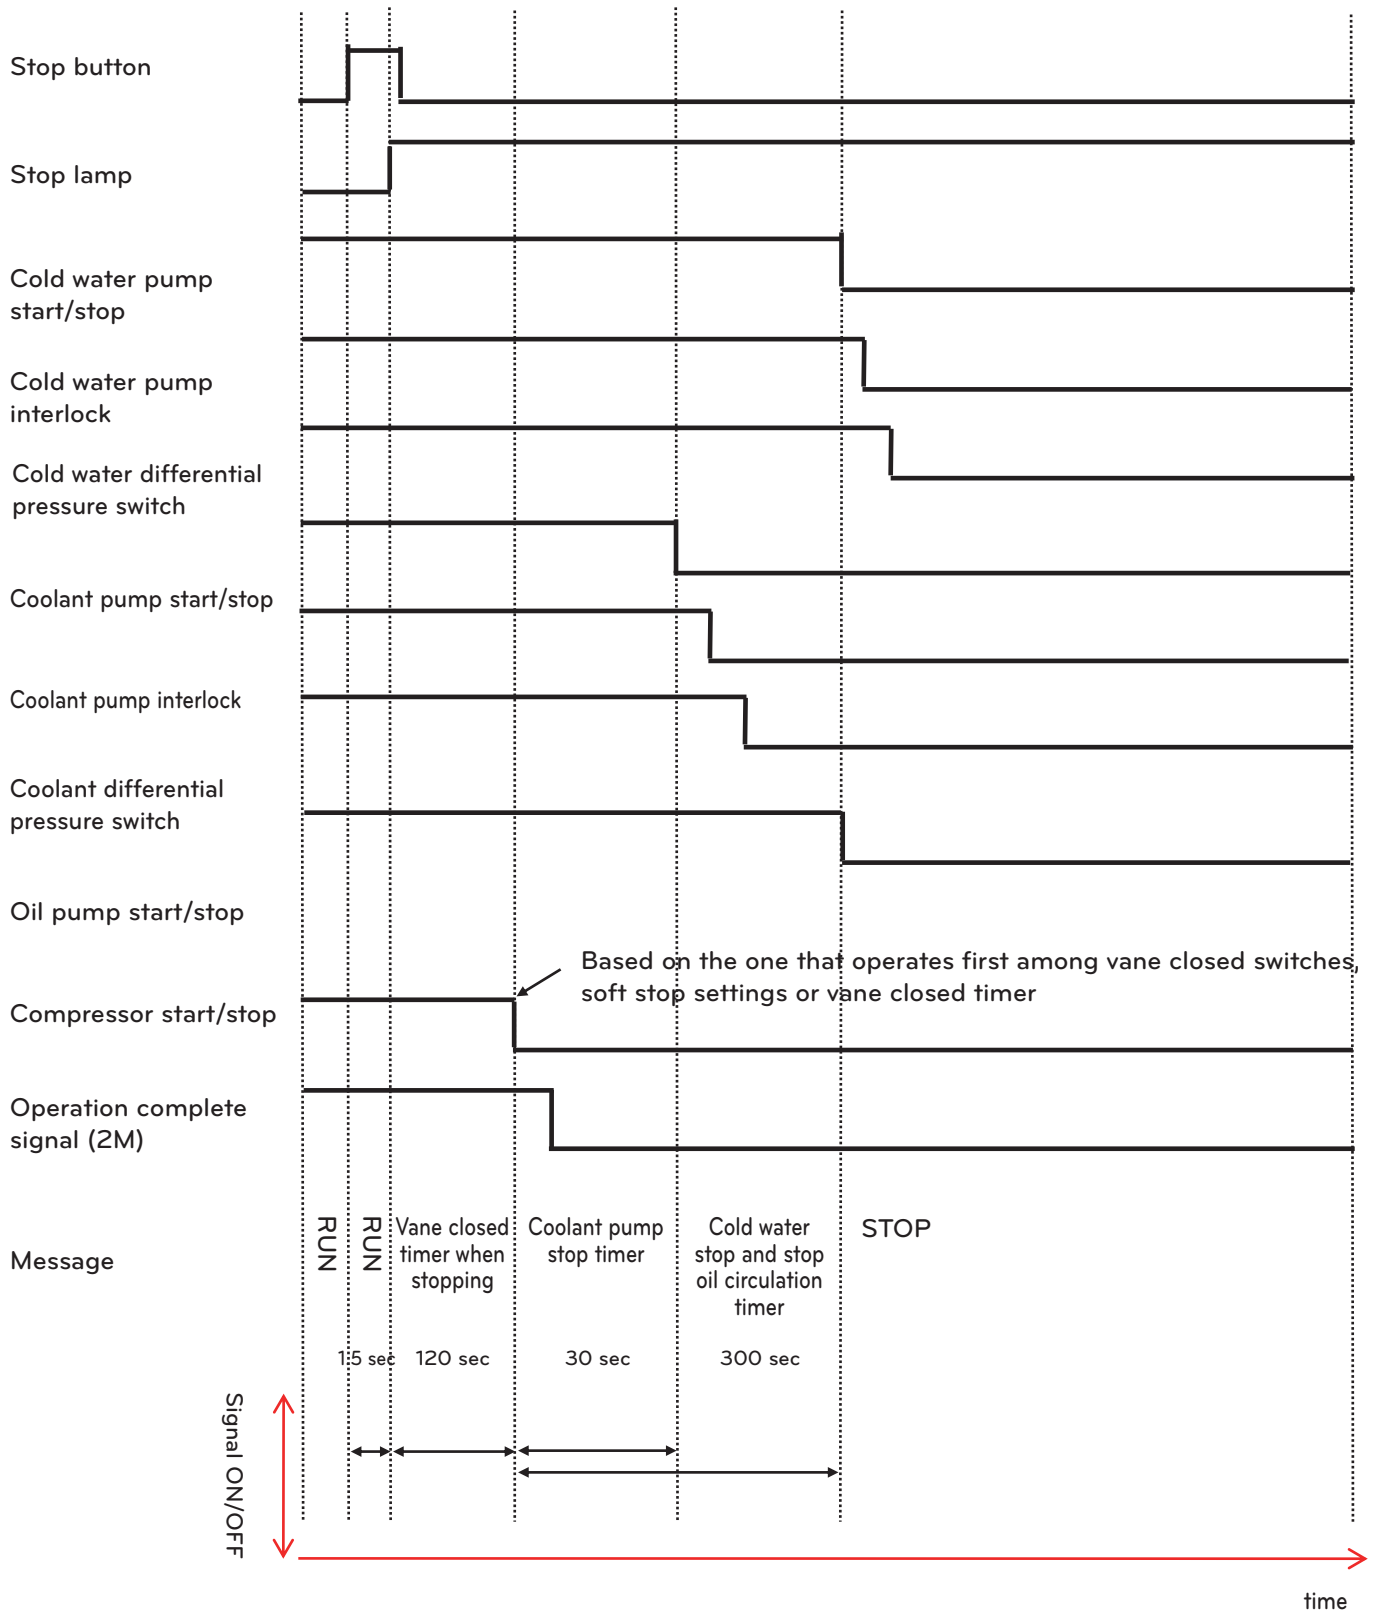 Stop button
Stop lamp
Cold water pump
start/stop
Cold water pump
interlock
Cold water differential
pressure switch
Coolant pump start/stop
Coolant pump interlock
Coolant differential
pressure switch
Oil pump start/stop
Based on the one that operates first among vane closed switches,
soft stop settings or vane closed timer
Compressor start/stop
Operation complete
signal (2M)
Message
RUN
RUN
Vane closed
timer when
stopping
Coolant pump
stop timer
Cold water
stop and stop
oil circulation
timer
STOP
1.5 sec
120 sec
30 sec
300 sec
Signal ON/OFF
time